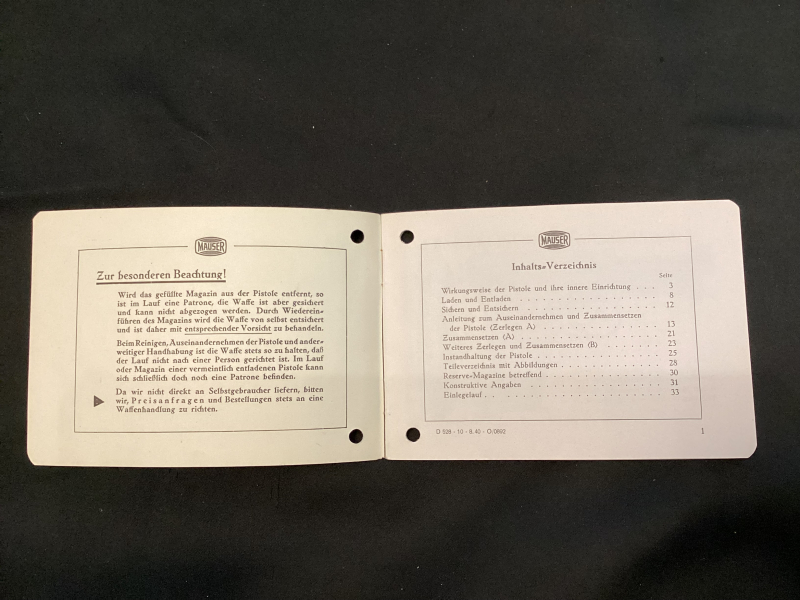 MAUSER
Zur besonderen Beachtung!
Wird das gefüllte Magazin aus der Pistole entfernt, so
ist im Lauf eine Patrone, die Waffe ist aber gesichert
und kann nicht abgezogen werden. Durch Wiederein-
führen des Magazins wird die Waffe von selbst entsichert
und ist daher mit entsprechender Vorsicht zu behandeln.
Beim Reinigen, Auseinandernehmen der Pistole und ander-
weitiger Handhabung ist die Waffe stets so zu halten, daß
der Lauf nicht nach einer Person gerichtet ist. Im Lauf
oder Magazin einer vermeintlich entladenen Pistole kann
sich schließlich doch noch eine Patrone befinden.
Da wir nicht direkt an Selbstgebraucher liefern, bitten
wir, Preisanfragen und Bestellungen stets an eine
Waffenhandlung zu richten.
MAUSER
Inhalts-Verzeichnis
Seite
Wirkungsweise der Pistole und ihre innere Einrichtung . . . 3
Laden und Entladen . . . . . . . . . . . . . . . . . 8
Sichern und Entsichern . . . . . . . . . . . . . . . . 12
Anleitung zum Auseinandernehmen und Zusammensetzen
der Pistole (Zerlegen A) . . . . . . . . . . . . . . . 13
Zusammensetzen (A) . . . . . . . . . . . . . . . . . 21
Weiteres Zerlegen und Zusammensetzen (B) . . . . . . . 23
Instandhaltung der Pistole . . . . . . . . . . . . . . . 25
Teileverzeichnis mit Abbildungen . . . . . . . . . . . . 28
Reserve-Magazine betreffend . . . . . . . . . . . . . . 30
Konstruktive Angaben . . . . . . . . . . . . . . . . . 31
Einlegelauf . . . . . . . . . . . . . . . . . . . . . 33
O 528 - 10 - 8. 40 - O/0892
1